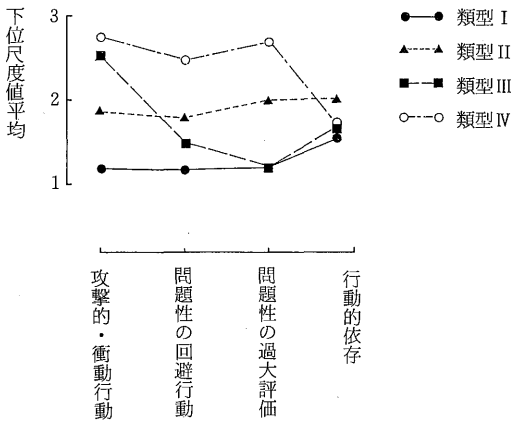 下位尺度値平均
3
2
1
類型Ⅰ
類型Ⅱ
類型Ⅲ
類型Ⅳ
攻撃的・衝動行動
問題性の回避行動
問題性の過大評価
行動的依存